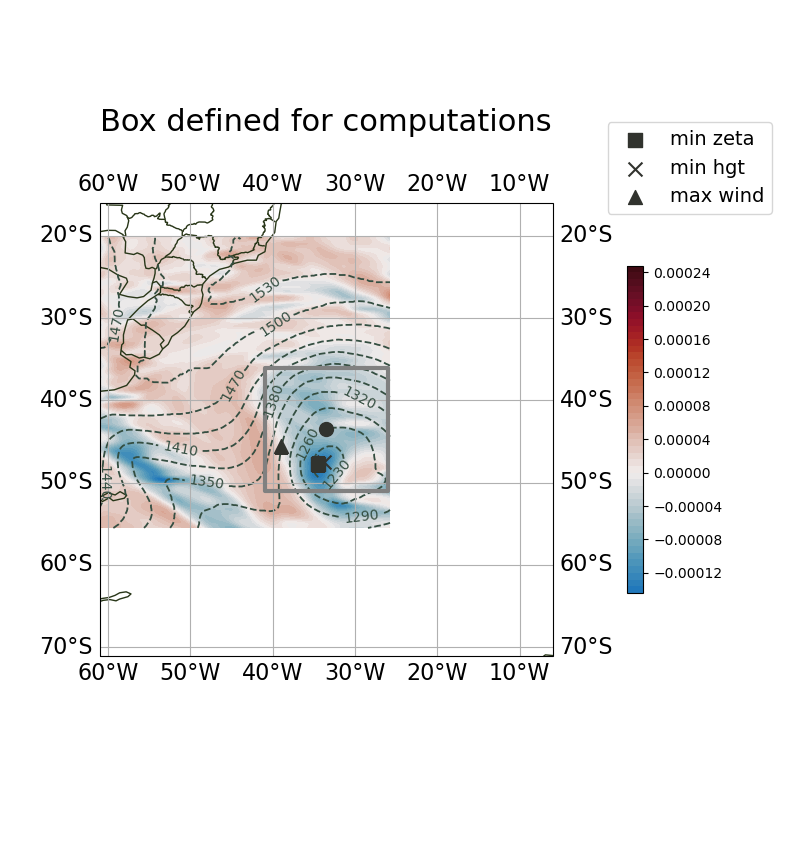 Box defined for computations
min zeta
min hgt
max wind
60°W 50°W 40°W 30°W 20°W 10°W
20°S 20°S
30°S 30°S
40°S 40°S
50°S 50°S
60°S 60°S
70°S 70°S
60°W 50°W 40°W 30°W 20°W 10°W
1530
1500
1470
1470
1380
1320
1410
1260
1350
1230
1290
0.00024
0.00020
0.00016
0.00012
0.00008
0.00004
0.00000
−0.00004
−0.00008
−0.00012